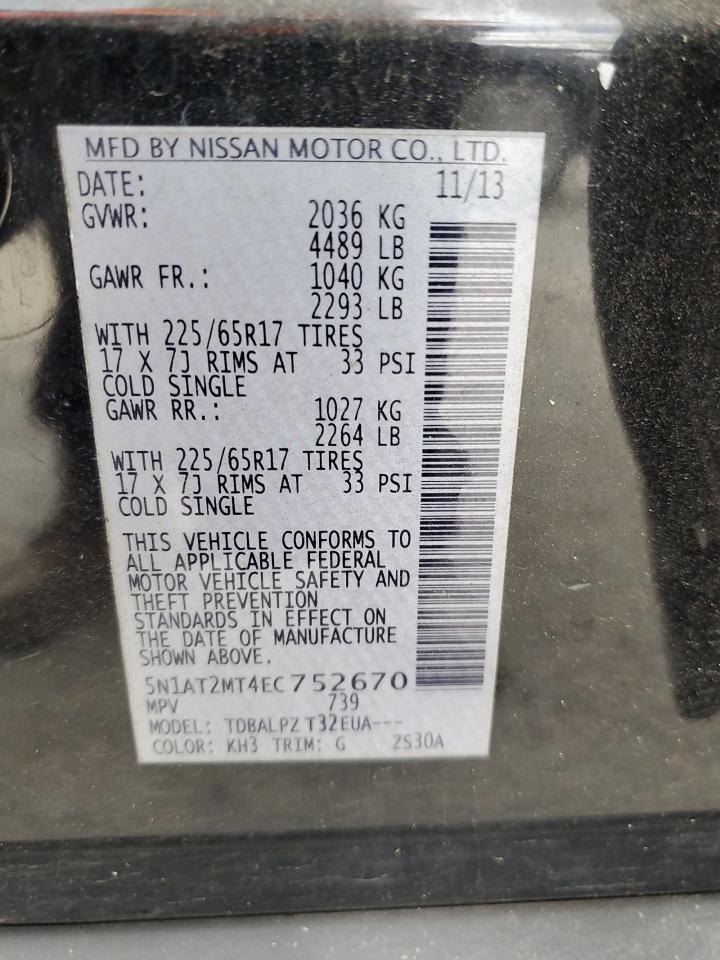 MFD BY NISSAN MOTOR CO., LTD.
DATE: 11/13
GVWR: 2036 KG
4489 LB
GAWR FR.: 1040 KG
2293 LB
WITH 225/65R17 TIRES
17 X 7J RIMS AT 33 PSI
COLD SINGLE
GAWR RR.: 1027 KG
2264 LB
WITH 225/65R17 TIRES
17 X 7J RIMS AT 33 PSI
COLD SINGLE
THIS VEHICLE CONFORMS TO
ALL APPLICABLE FEDERAL
MOTOR VEHICLE SAFETY AND
THEFT PREVENTION
STANDARDS IN EFFECT ON
THE DATE OF MANUFACTURE
SHOWN ABOVE.
5N1AT2MT4EC752670
MPV 739
MODEL: TDBALPZ T32EUA---
COLOR: KH3 TRIM: G ZS30A